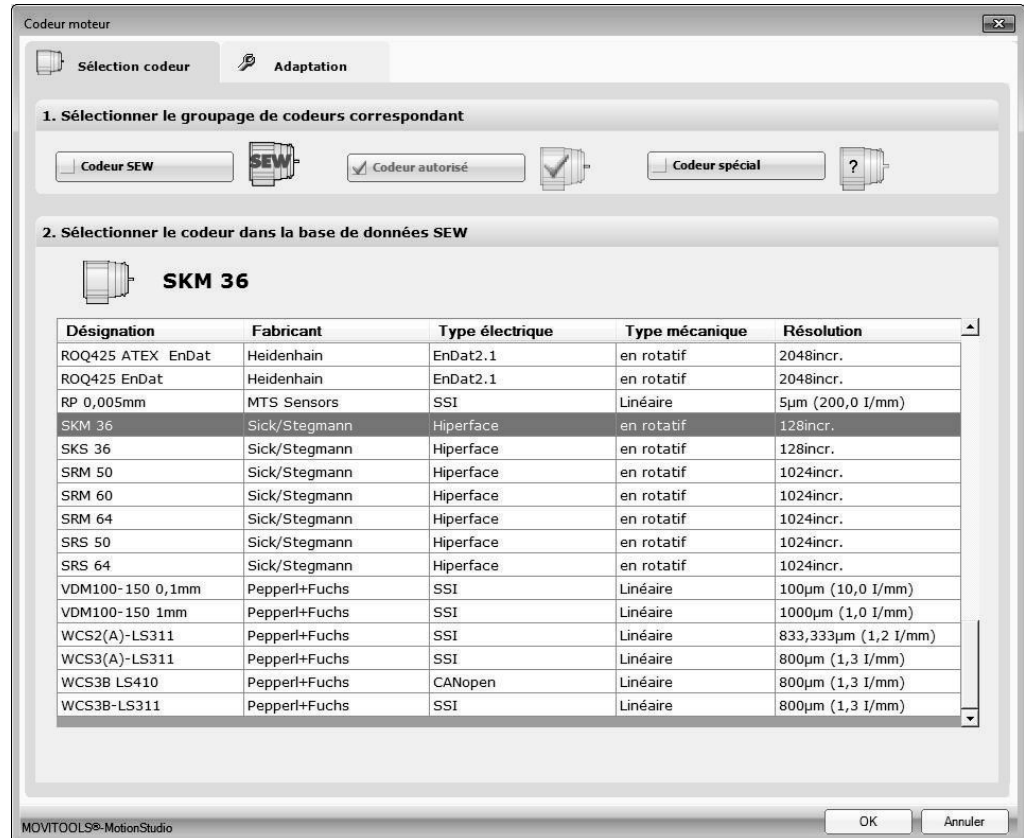 Codeur moteur
Sélection codeur
Adaptation
1. Sélectionner le groupage de codeurs correspondant
Codeur SEW
SEW
Codeur autorisé
Codeur spécial
?
2. Sélectionner le codeur dans la base de données SEW
SKM 36
Désignation Fabricant Type électrique Type mécanique Résolution
ROQ425 ATEX EnDat Heidenhain EnDat2.1 en rotatif 2048incr.
ROQ425 EnDat Heidenhain EnDat2.1 en rotatif 2048incr.
RP 0,005mm MTS Sensors SSI Linéaire 5µm (200,0 I/mm)
SKM 36 Sick/Stegmann Hiperface en rotatif 128incr.
SKS 36 Sick/Stegmann Hiperface en rotatif 128incr.
SRM 50 Sick/Stegmann Hiperface en rotatif 1024incr.
SRM 60 Sick/Stegmann Hiperface en rotatif 1024incr.
SRM 64 Sick/Stegmann Hiperface en rotatif 1024incr.
SRS 50 Sick/Stegmann Hiperface en rotatif 1024incr.
SRS 64 Sick/Stegmann Hiperface en rotatif 1024incr.
VDM100-150 0,1mm Pepperl+Fuchs SSI Linéaire 100µm (10,0 I/mm)
VDM100-150 1mm Pepperl+Fuchs SSI Linéaire 1000µm (1,0 I/mm)
WCS2(A)-LS311 Pepperl+Fuchs SSI Linéaire 833,333µm (1,2 I/mm)
WCS3(A)-LS311 Pepperl+Fuchs SSI Linéaire 800µm (1,3 I/mm)
WCS3B LS410 Pepperl+Fuchs CANopen Linéaire 800µm (1,3 I/mm)
WCS3B-LS311 Pepperl+Fuchs SSI Linéaire 800µm (1,3 I/mm)
MOVITOOLS®-MotionStudio
OK
Annuler